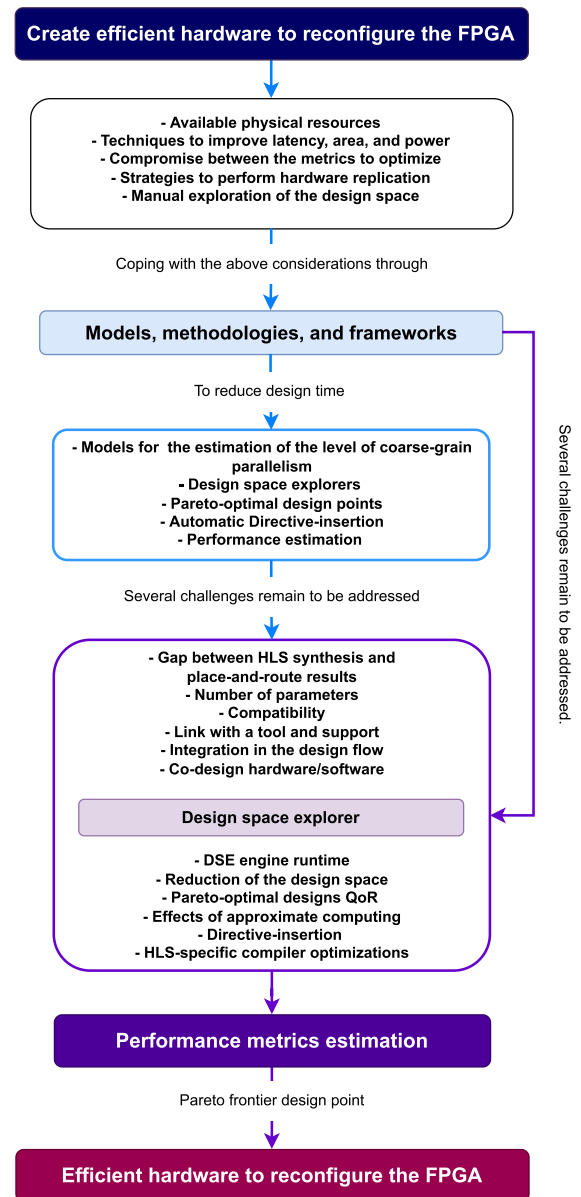 Create efficient hardware to reconfigure the FPGA
- Available physical resources
- Techniques to improve latency, area, and power
- Compromise between the metrics to optimize
- Strategies to perform hardware replication
- Manual exploration of the design space
Coping with the above considerations through
Models, methodologies, and frameworks
To reduce design time
- Models for the estimation of the level of coarse-grain
parallelism
- Design space explorers
- Pareto-optimal design points
- Automatic Directive-insertion
- Performance estimation
Several challenges remain to be addressed
Several challenges remain to be addressed.
- Gap between HLS synthesis and
place-and-route results
- Number of parameters
- Compatibility
- Link with a tool and support
- Integration in the design flow
- Co-design hardware/software
Design space explorer
- DSE engine runtime
- Reduction of the design space
- Pareto-optimal designs QoR
- Effects of approximate computing
- Directive-insertion
- HLS-specific compiler optimizations
Performance metrics estimation
Pareto frontier design point
Efficient hardware to reconfigure the FPGA